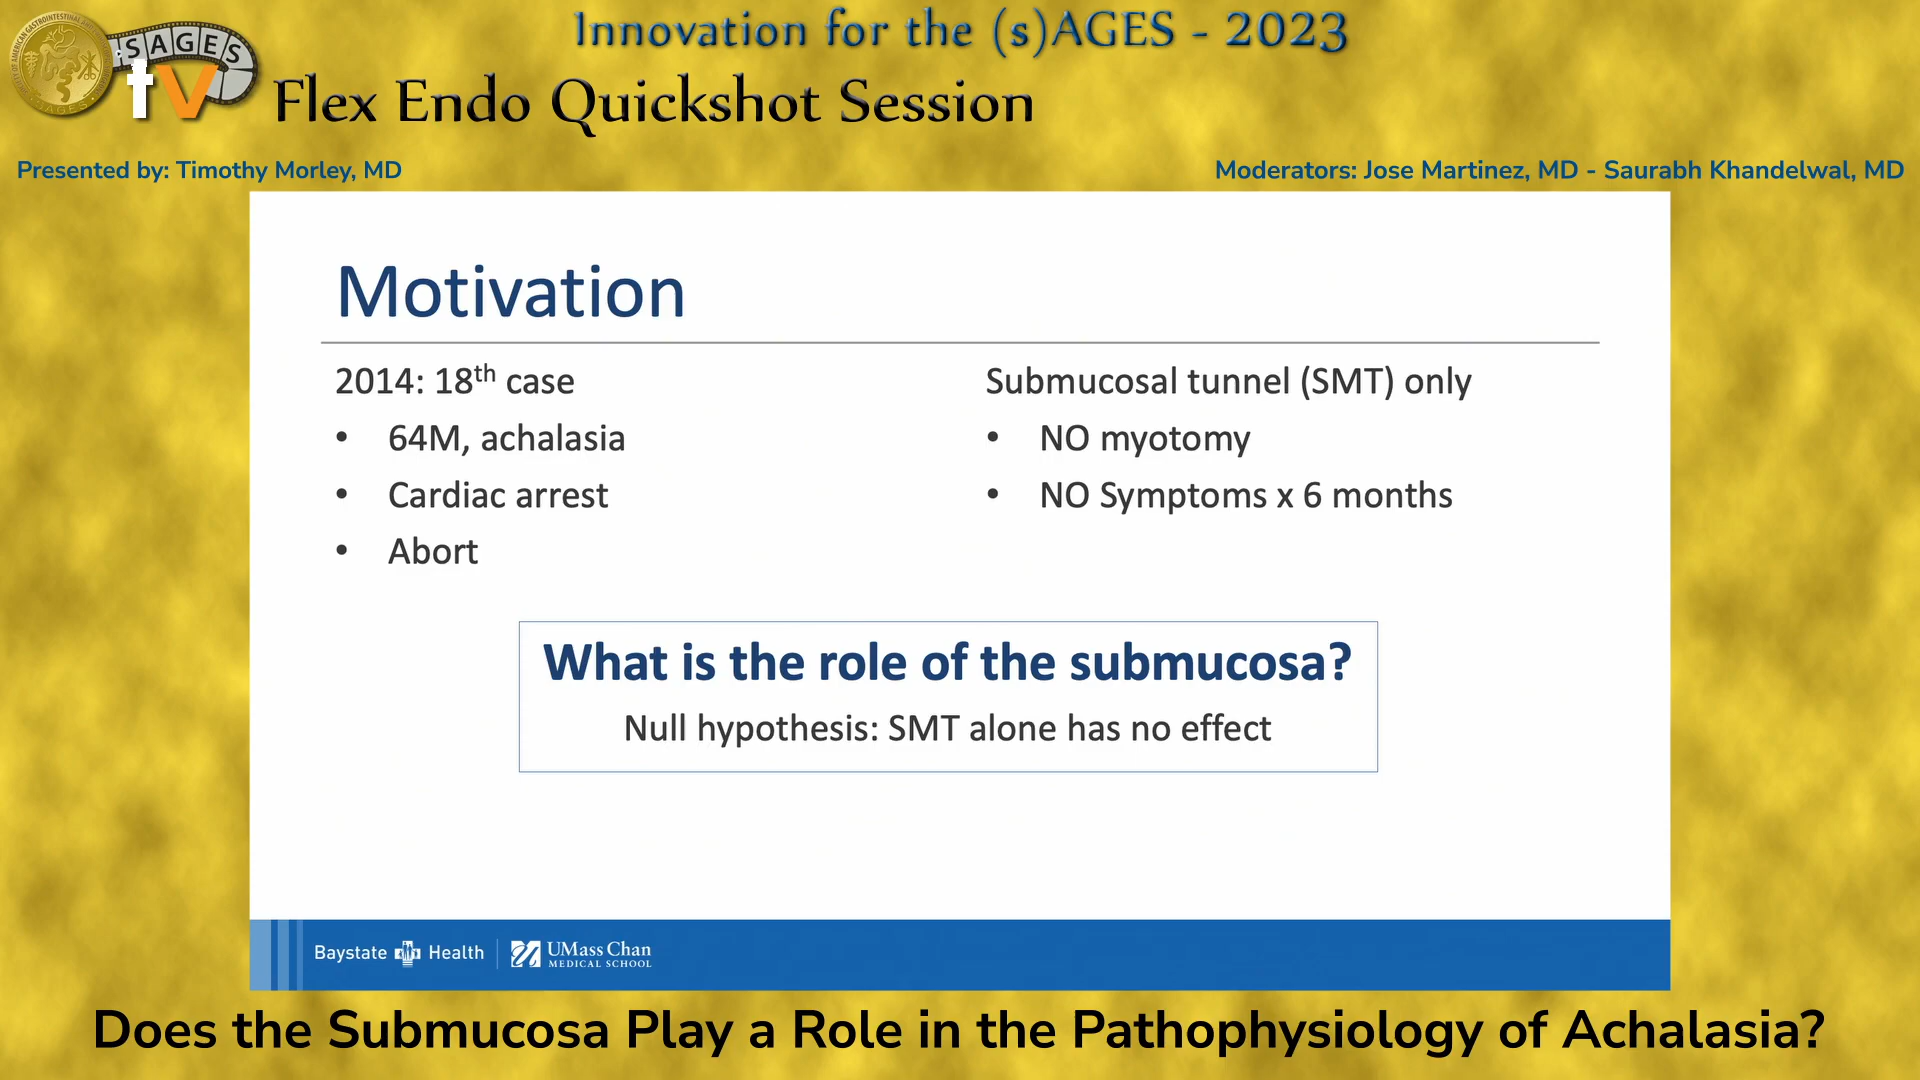 Innovation for the (s)AGES - 2023
SAGES
tv
Flex Endo Quickshot Session
Presented by: Timothy Morley, MD
Moderators: Jose Martinez, MD - Saurabh Khandelwal, MD
Motivation
2014: 18th case
• 64M, achalasia
• Cardiac arrest
• Abort
Submucosal tunnel (SMT) only
• NO myotomy
• NO Symptoms x 6 months
What is the role of the submucosa?
Null hypothesis: SMT alone has no effect
Baystate Health
UMass Chan
MEDICAL SCHOOL
Does the Submucosa Play a Role in the Pathophysiology of Achalasia?